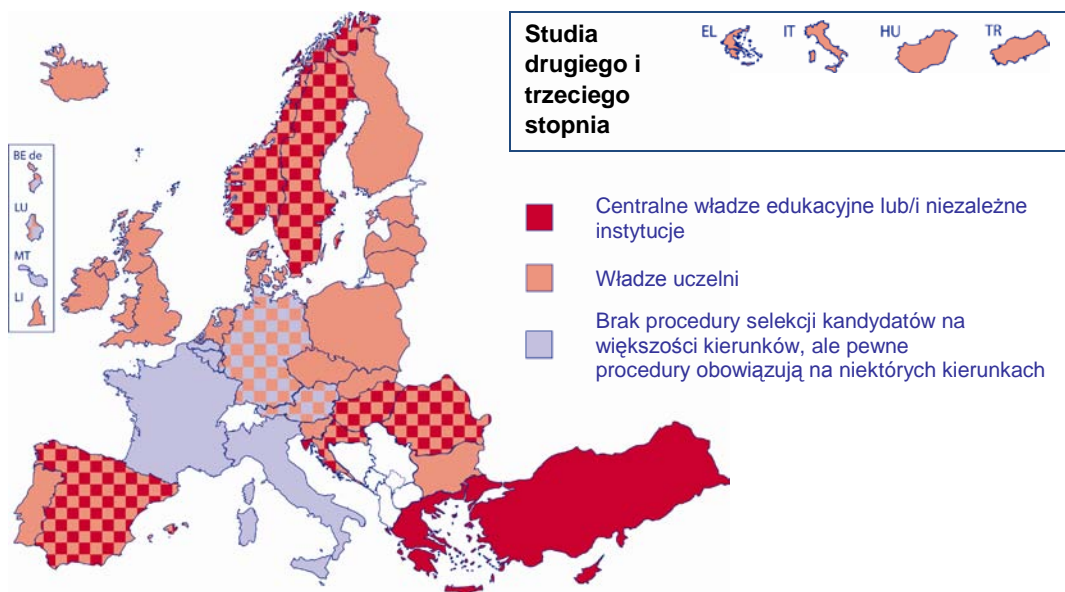 Studia
drugiego i
trzeciego
stopnia
EL
IT
HU
TR
BE de
LU
MT
LI
Centralne władze edukacyjne lub/i niezależne
instytucje
Władze uczelni
Brak procedury selekcji kandydatów na
większości kierunków, ale pewne
procedury obowiązują na niektórych kierunkach